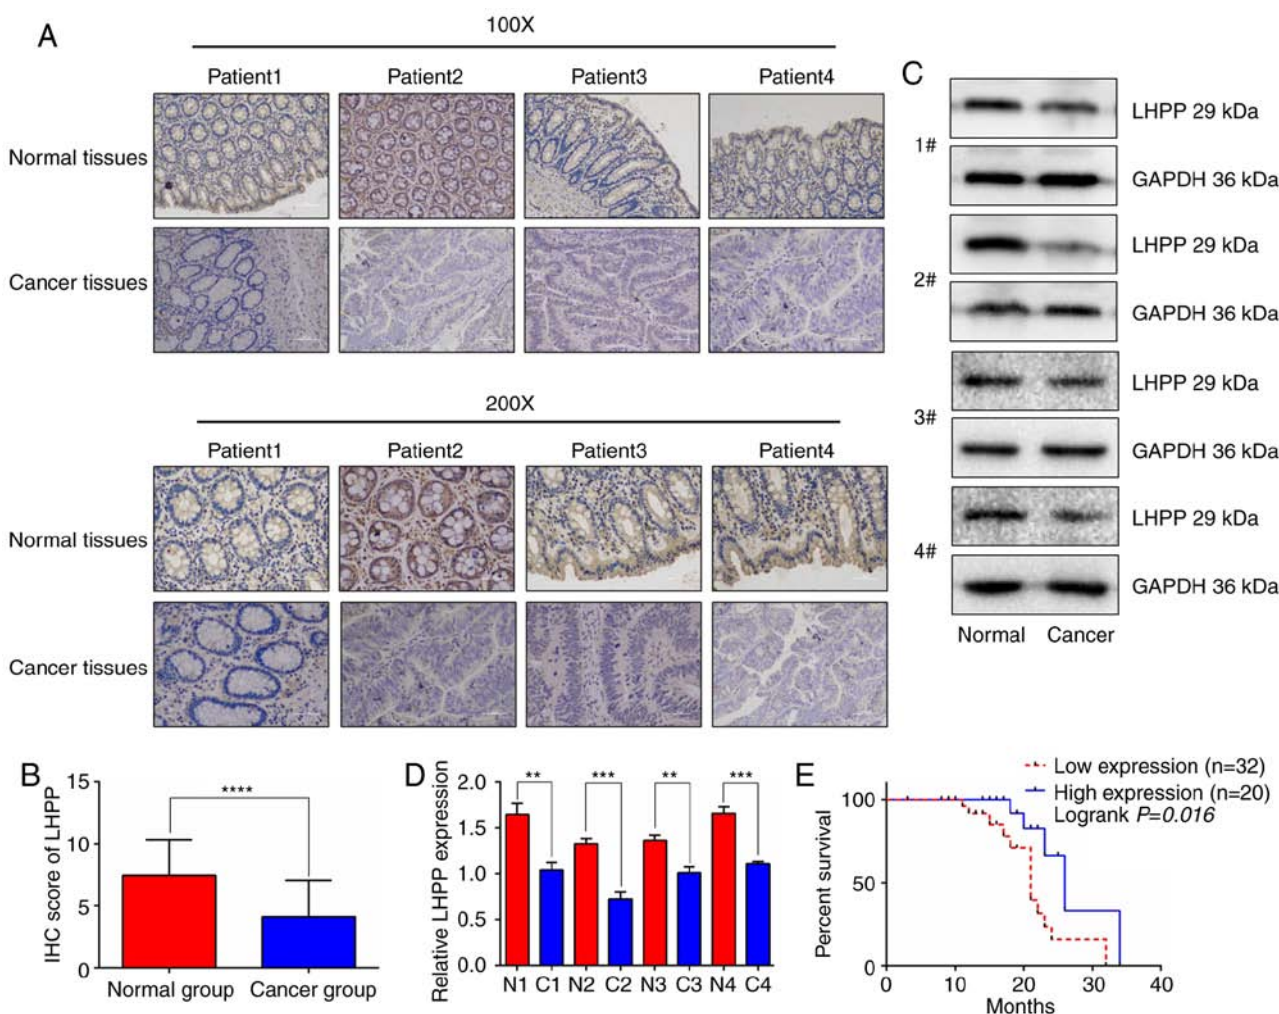 A
100X
Patient1 Patient2 Patient3 Patient4
Normal tissues
Cancer tissues
200X
Patient1 Patient2 Patient3 Patient4
Normal tissues
Cancer tissues
C
1#
LHPP 29 kDa
GAPDH 36 kDa
2#
LHPP 29 kDa
GAPDH 36 kDa
3#
LHPP 29 kDa
GAPDH 36 kDa
4#
LHPP 29 kDa
GAPDH 36 kDa
Normal Cancer
B
IHC score of LHPP
15
10
5
0
****
Normal group Cancer group
D
Relative LHPP expression
2.0
1.5
1.0
0.5
0.0
** *** ** ***
N1 C1 N2 C2 N3 C3 N4 C4
E
Low expression (n=32)
High expression (n=20)
Logrank P=0.016
Percent survival
100
50
0
0 10 20 30 40
Months